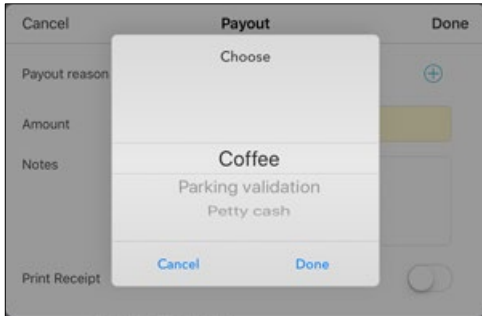 Cancel Payout Done
Choose
Payout reason
Amount
Coffee
Notes
Parking validation
Petty cash
Cancel Done
Print Receipt